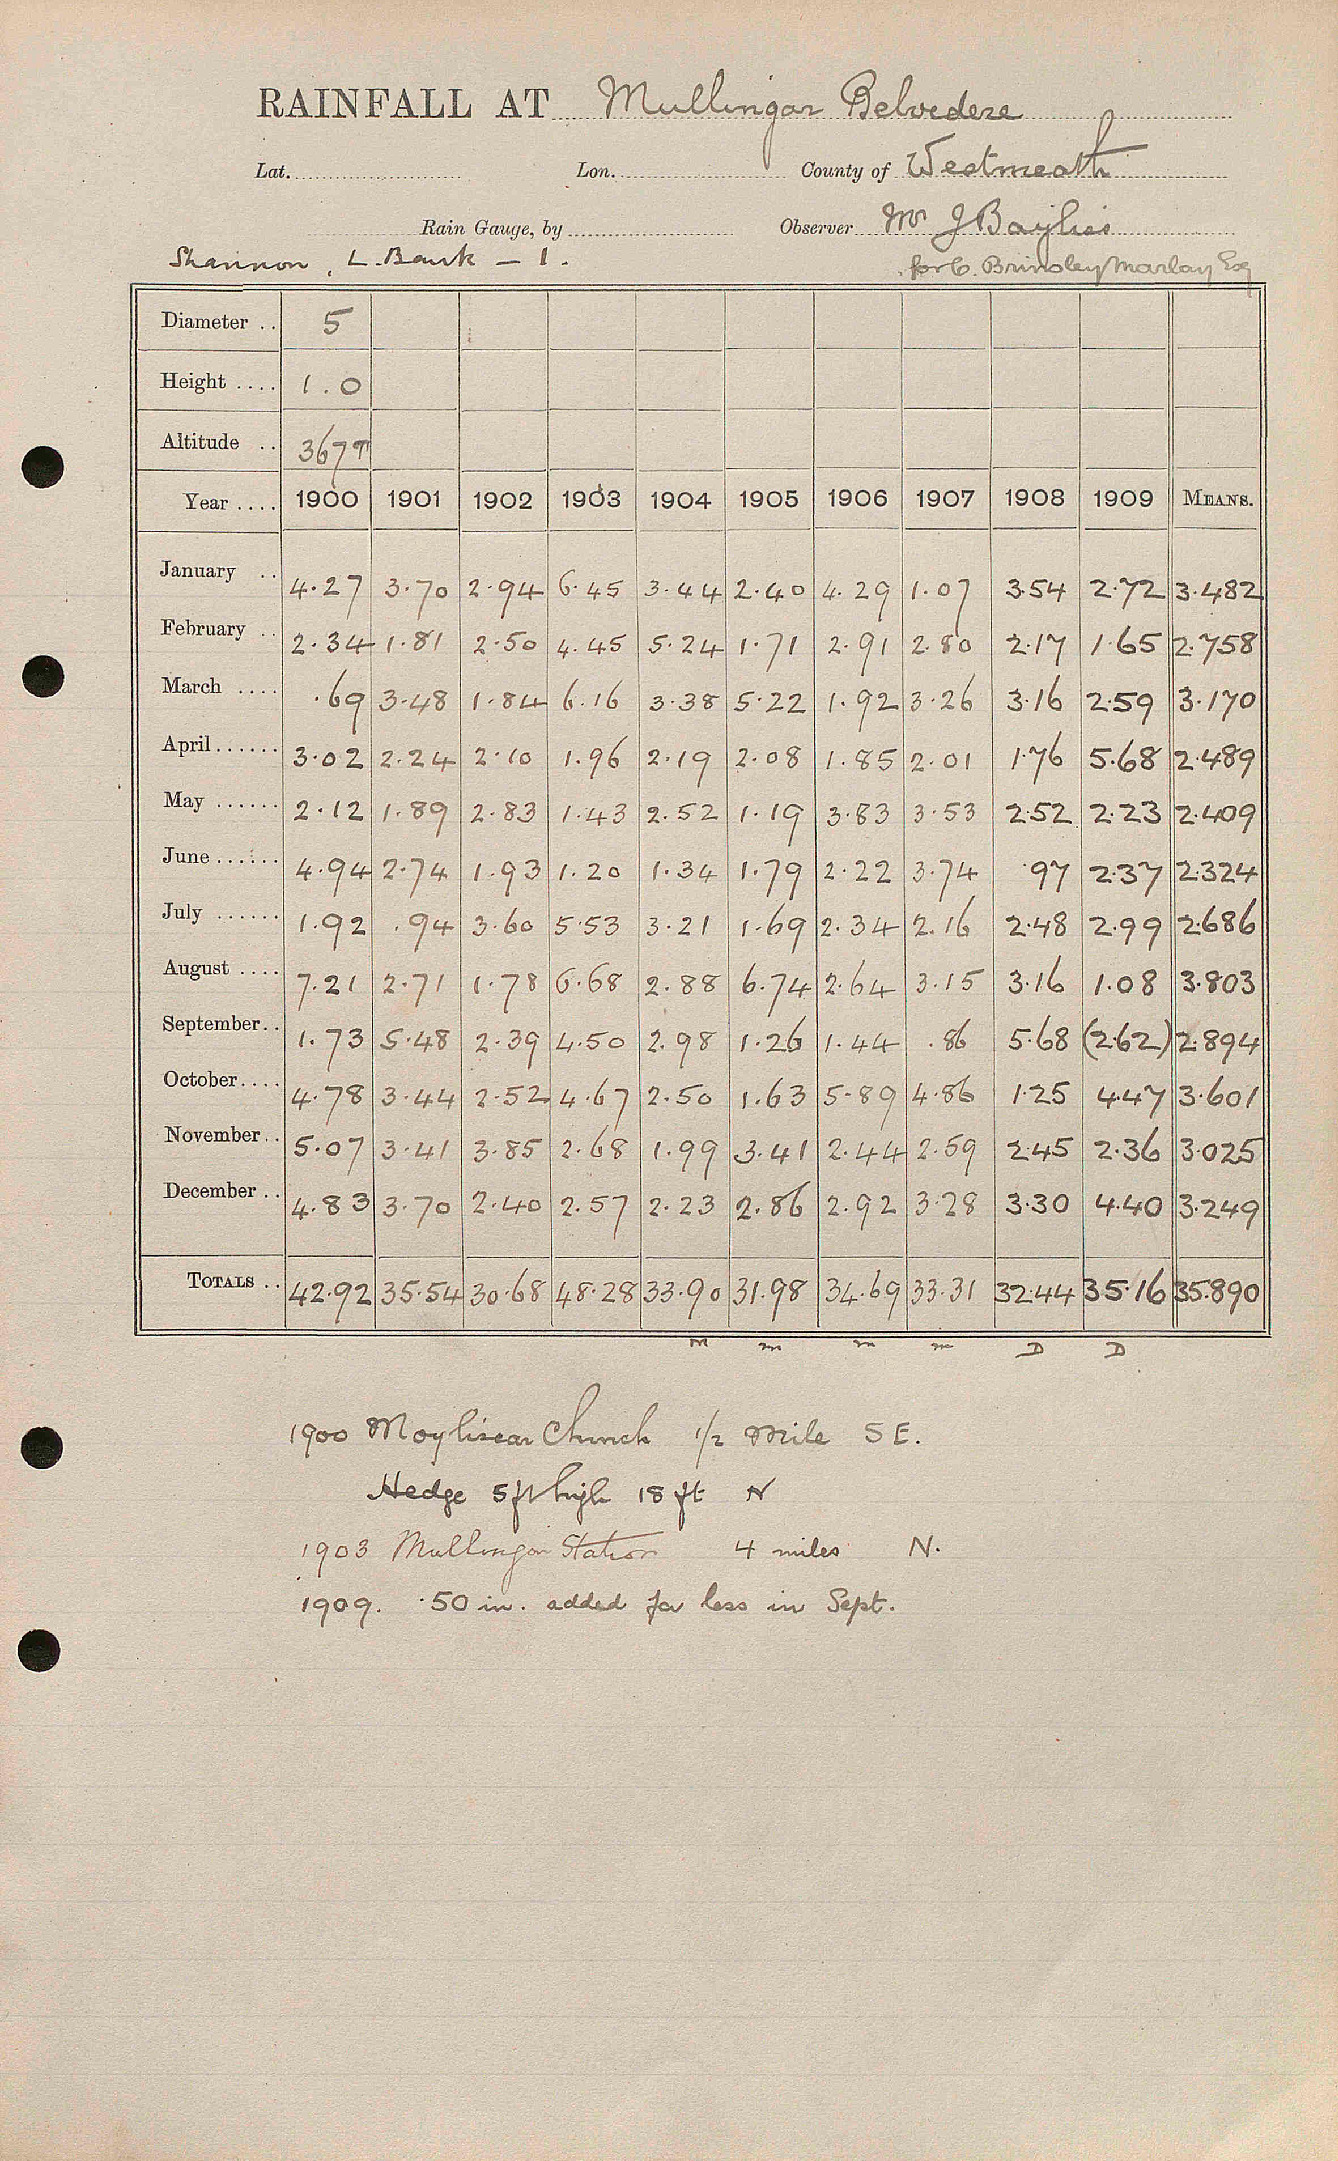 RAINFALL AT Mullingar Belvedere
Lat. Lon. County of Westmeath
Rain Gauge, by Observer Mr J Bayliss
Shannon, L. Bank - 1. for C. Brinsley Marlay Esq
Diameter .. 5
Height .... 1.0
Altitude .. 367
Year .... 1900 1901 1902 1903 1904 1905 1906 1907 1908 1909 MEANS.
January .. 4.27 3.70 2.94 6.45 3.44 2.40 4.29 1.07 3.54 2.72 3.482
February .. 2.34 1.81 2.50 4.45 5.24 1.71 2.91 2.80 2.17 1.65 2.758
March .... .69 3.48 1.84 6.16 3.38 5.22 1.92 3.26 3.16 2.59 3.170
April...... 3.02 2.24 2.10 1.96 2.19 2.08 1.85 2.01 1.76 5.68 2.489
May ...... 2.12 1.89 2.83 1.43 2.52 1.19 3.83 3.53 2.52 2.23 2.409
June ...... 4.94 2.74 1.93 1.20 1.34 1.79 2.22 3.74 .97 2.37 2.324
July ...... 1.92 .94 3.60 5.53 3.21 1.69 2.34 2.16 2.48 2.99 2.686
August .... 7.21 2.71 1.78 6.68 2.88 6.74 2.64 3.15 3.16 1.08 3.803
September.. 1.73 5.48 2.39 4.50 2.98 1.26 1.44 .86 5.68 (2.62) 2.894
October.... 4.78 3.44 2.52 4.67 2.50 1.63 5.89 4.86 1.25 4.47 3.601
November.. 5.07 3.41 3.85 2.68 1.99 3.41 2.44 2.59 2.45 2.36 3.025
December .. 4.83 3.70 2.40 2.57 2.23 2.86 2.92 3.28 3.30 4.40 3.249
TOTALS .. 42.92 35.54 30.68 48.28 33.90 31.98 34.69 33.31 32.44 35.16 35.890
M m m m D D
1900 Moyliscar Church 1/2 mile S E.
Hedge 5 ft high 18 ft N
1903 Mullingar Station 4 miles N.
1909. .50 in. added for less in Sept.